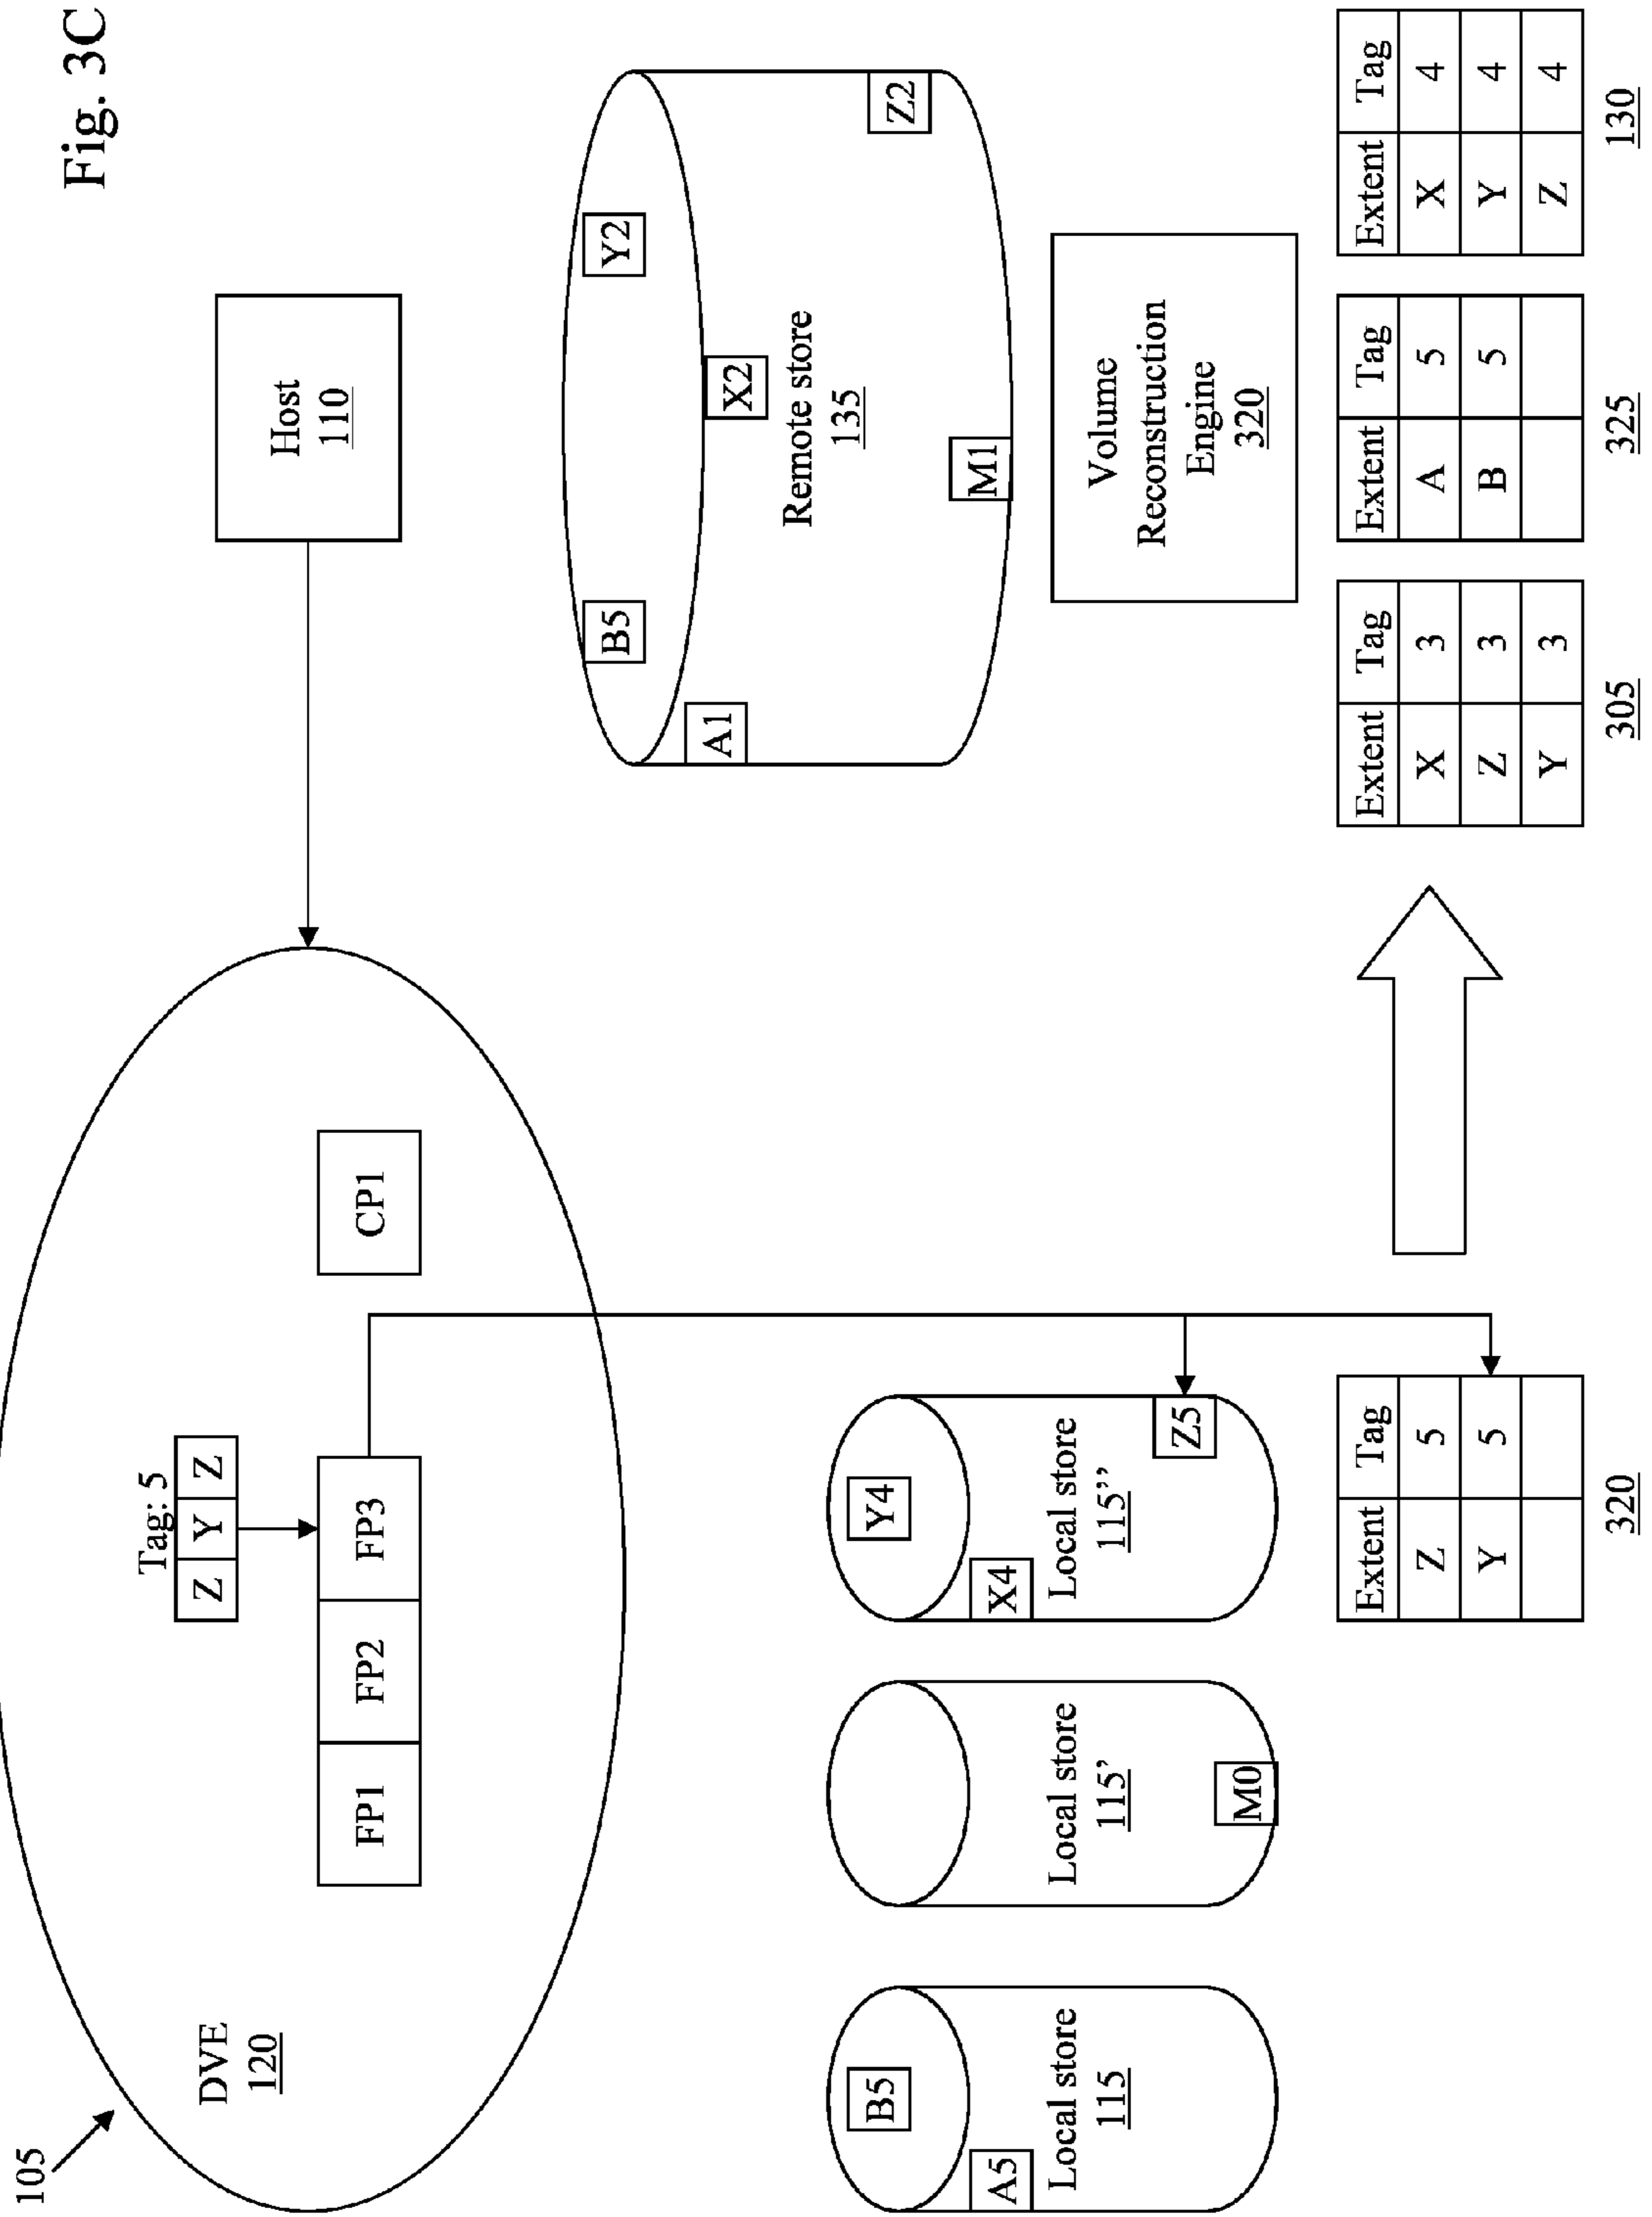 Fig. 3C
105
DVE
120
Tag: 5
Z Y Z
FP1 FP2 FP3
CP1
Host
110
B5
A5
Local store
115
Local store
115’
M0
Y4
X4
Local store
115’’
Z5
B5
Y2
A1
X2
Z2
Remote store
135
M1
Volume
Reconstruction
Engine
320
Extent Tag
Z 5
Y 5
320
Extent Tag
X 3
Z 3
Y 3
305
Extent Tag
A 5
B 5
325
Extent Tag
X 4
Y 4
Z 4
130